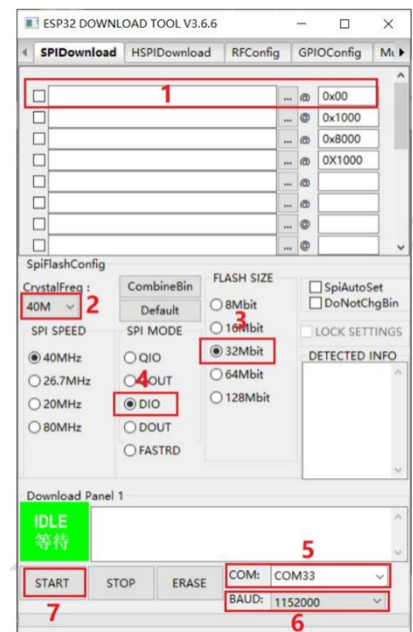 ESP32 DOWNLOAD TOOL V3.6.6
SPIDownload HSPIDownload RFConfig GPIOConfig
1 ... @ 0x00
... @ 0x1000
... @ 0x8000
... @ 0X1000
... @
... @
... @
... @
SpiFlashConfig
CrystalFreq :
40M 2
CombineBin
Default
SPI SPEED
40MHz
26.7MHz
20MHz
80MHz
SPI MODE
QIO
4
DIO
DOUT
FASTRD
FLASH SIZE
8Mbit
3
32Mbit
64Mbit
128Mbit
SpiAutoSet
DoNotChgBin
LOCK SETTINGS
DETECTED INFO
Download Panel 1
IDLE
等待
5
START STOP ERASE
COM: COM33
BAUD: 1152000
7
6